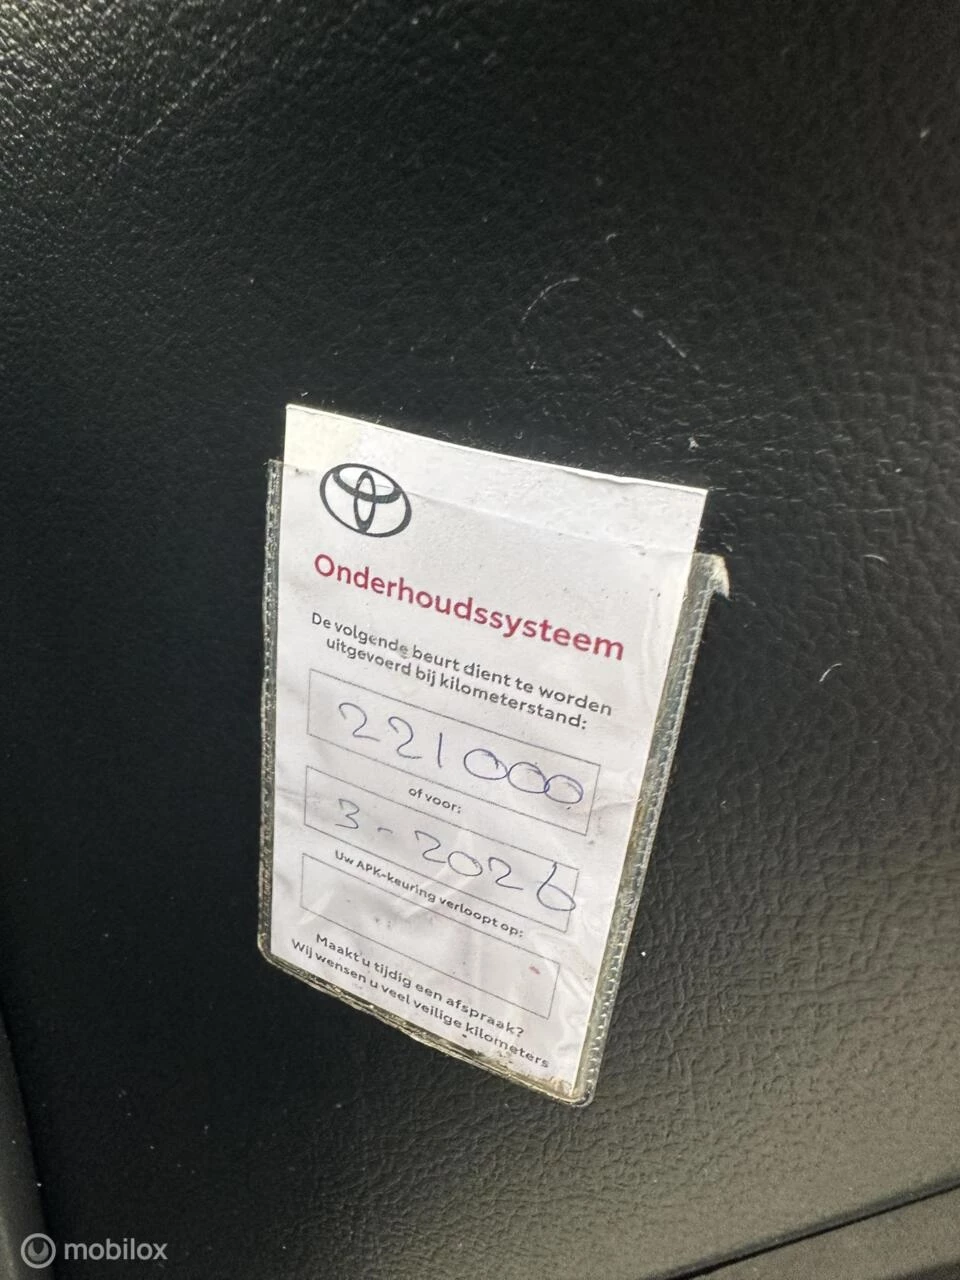 Onderhoudssysteem
De volgende beurt dient te worden
uitgevoerd bij kilometerstand:
221000
of voor:
3-2026
Uw APK-keuring verloopt op:
Maakt u tijdig een afspraak?
Wij wensen u veel veilige kilometers
mobilox